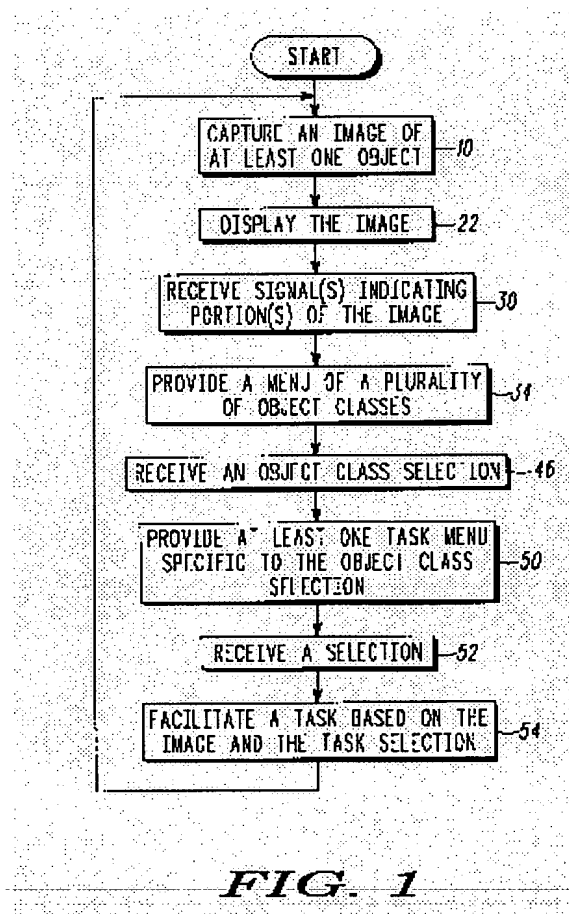 START
CAPTURE AN IMAGE OF
AT LEAST ONE OBJECT
10
DISPLAY THE IMAGE
22
RECEIVE SIGNAL(S) INDICATING
PORTION(S) OF THE IMAGE
30
PROVIDE A MENU OF A PLURALITY
OF OBJECT CLASSES
34
RECEIVE AN OBJECT CLASS SELECTION
46
PROVIDE AT LEAST ONE TASK MENU
SPECIFIC TO THE OBJECT CLASS
SELECTION
50
RECEIVE A SELECTION
52
FACILITATE A TASK BASED ON THE
IMAGE AND THE TASK SELECTION
54
FIG. 1